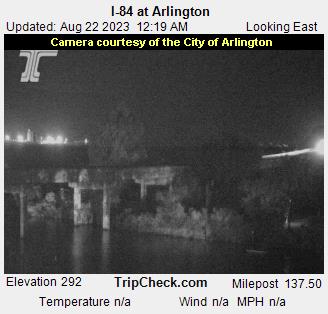 I-84 at Arlington
Updated: Aug 22 2023 12:19 AM Looking East
Camera courtesy of the City of Arlington
Elevation 292 TripCheck.com Milepost 137.50
Temperature n/a Wind n/a MPH n/a